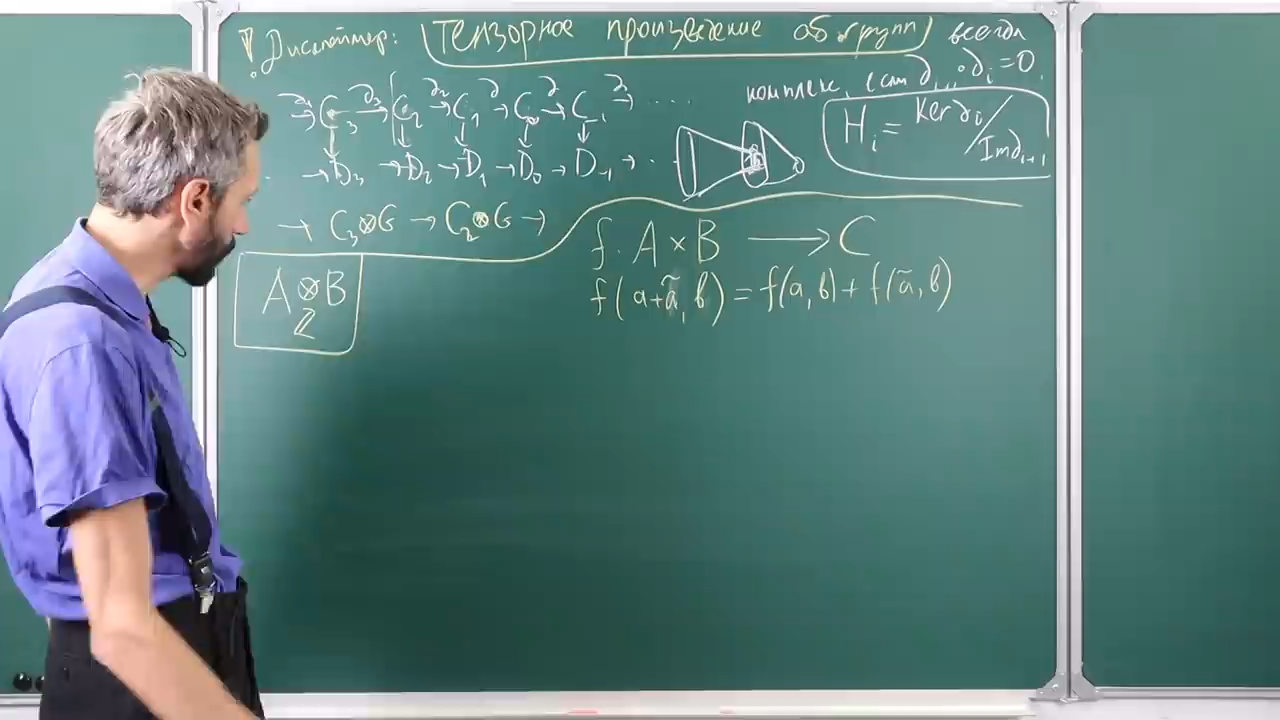 ! Дисклеймер: Тензорное произведение аб. групп всегда
комплекс, если ∂ᵢ₊₁∘∂ᵢ=0.
→ C₃ →∂₃ C₂ →∂₂ C₁ →∂ C₀ →∂ C₋₁ → ....
Hᵢ = Ker ∂ᵢ / Im ∂ᵢ₊₁
. → D₃ → D₂ → D₁ → D₀ → D₋₁ → .
→ C₃⊗G → C₂⊗G →
f. A × B → C
A ⊗ B
ℤ
f(a+ã, b) = f(a, b) + f(ã, b)